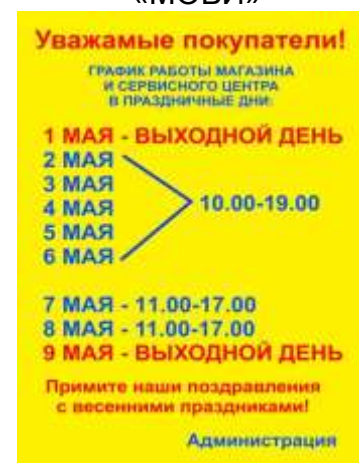 «МОБИ»
Уважамые покупатели!
ГРАФИК РАБОТЫ МАГАЗИНА
И СЕРВИСНОГО ЦЕНТРА
В ПРАЗДНИЧНЫЕ ДНИ:
1 МАЯ - ВЫХОДНОЙ ДЕНЬ
2 МАЯ
3 МАЯ
4 МАЯ 10.00-19.00
5 МАЯ
6 МАЯ
7 МАЯ - 11.00-17.00
8 МАЯ - 11.00-17.00
9 МАЯ - ВЫХОДНОЙ ДЕНЬ
Примите наши поздравления
с весенними праздниками!
Администрация